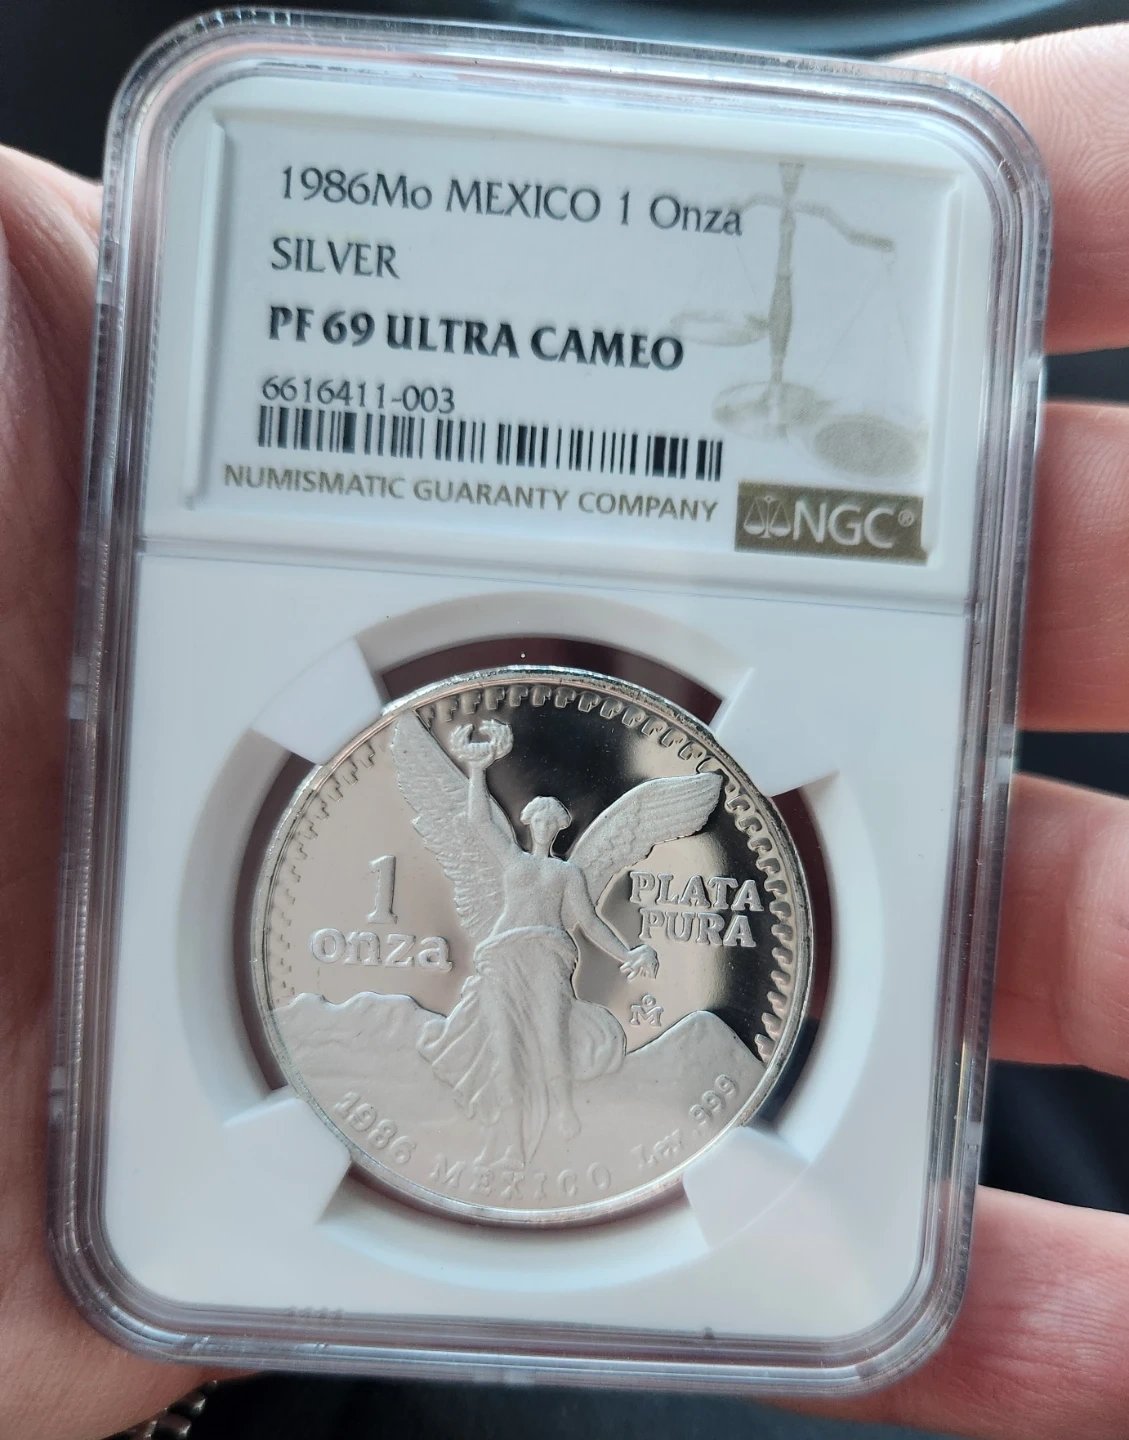 1986Mo MEXICO 1 Onza
SILVER
PF 69 ULTRA CAMEO
6616411-003
NUMISMATIC GUARANTY COMPANY
NGC®
1
onza
PLATA
PURA
Mo
1986 MEXICO Ley .999